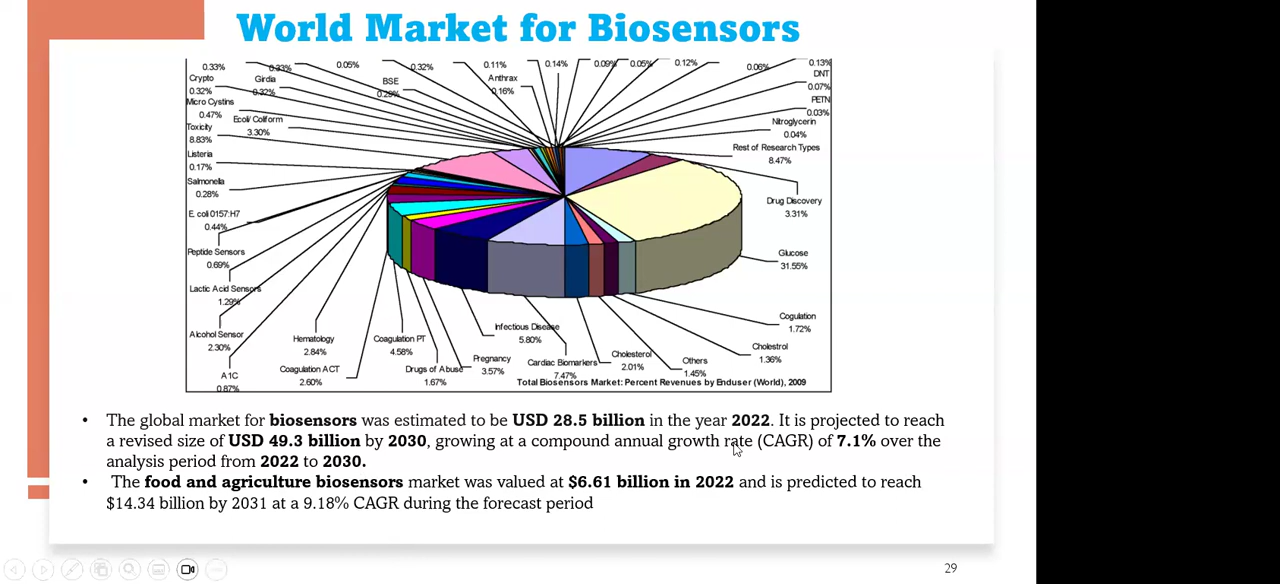 World Market for Biosensors
0.33%
0.33%
0.05%
0.32%
0.11%
0.14%
0.09%
0.05%
0.12%
0.06%
0.13%
Crypto
0.32%
Girdia
0.32%
BSE
0.29%
Anthrax
0.16%
DNT
0.07%
PETN
0.03%
Micro Cystins
0.47%
Ecoli/ Coliform
3.30%
Nitroglycerin
0.04%
Toxicity
8.83%
Rest of Research Types
8.47%
Listeria
0.17%
Salmonella
0.28%
Drug Discovery
3.31%
E. coli 0157:H7
0.44%
Peptide Sensors
0.69%
Glucose
31.55%
Lactic Acid Sensors
1.29%
Alcohol Sensor
2.30%
Hematology
2.84%
Coagulation PT
4.58%
Infectious Disease
5.80%
Cogulation
1.72%
Cholestrol
1.36%
A1C
0.87%
Coagulation ACT
2.60%
Drugs of Abuse
1.67%
Pregnancy
3.57%
Cardiac Biomarkers
7.47%
Cholesterol
2.01%
Others
1.45%
Total Biosensors Market: Percent Revenues by Enduser (World), 2009
• The global market for biosensors was estimated to be USD 28.5 billion in the year 2022. It is projected to reach
a revised size of USD 49.3 billion by 2030, growing at a compound annual growth rate (CAGR) of 7.1% over the
analysis period from 2022 to 2030.
• The food and agriculture biosensors market was valued at $6.61 billion in 2022 and is predicted to reach
$14.34 billion by 2031 at a 9.18% CAGR during the forecast period
29